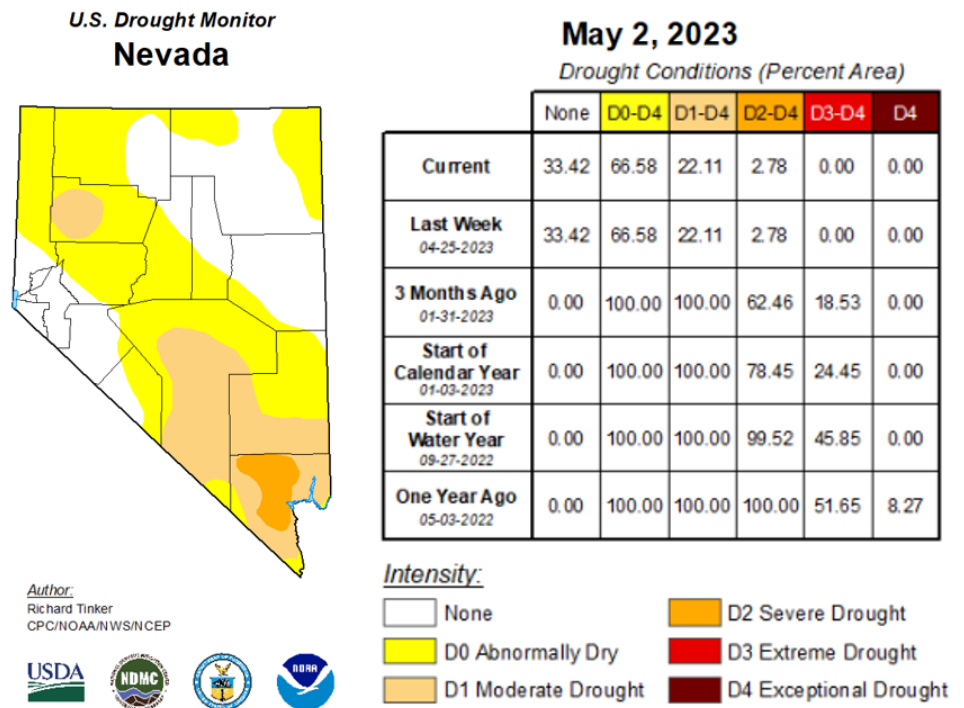 U.S. Drought Monitor
Nevada
May 2, 2023
Drought Conditions (Percent Area)
None D0-D4 D1-D4 D2-D4 D3-D4 D4
Current 33.42 66.58 22.11 2.78 0.00 0.00
Last Week 33.42 66.58 22.11 2.78 0.00 0.00
04-25-2023
3 Months Ago 0.00 100.00 100.00 62.46 18.53 0.00
01-31-2023
Start of
Calendar Year 0.00 100.00 100.00 78.45 24.45 0.00
01-03-2023
Start of
Water Year 0.00 100.00 100.00 99.52 45.85 0.00
09-27-2022
One Year Ago 0.00 100.00 100.00 100.00 51.65 8.27
05-03-2022
Author:
Richard Tinker
CPC/NOAA/NWS/NCEP
Intensity:
None
D0 Abnormally Dry
D1 Moderate Drought
D2 Severe Drought
D3 Extreme Drought
D4 Exceptional Drought
USDA
NDMC
NOAA